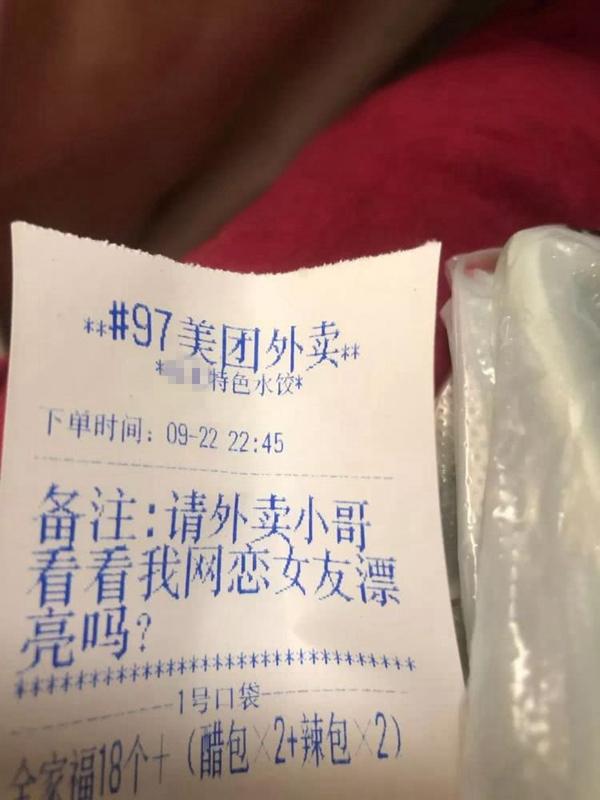 **#97美团外卖**
*特色水饺*
下单时间：09-22 22:45
备注:请外卖小哥
看看我网恋女友漂
亮吗?
********************************
1号口袋
全家福18个+（醋包×2+辣包×2）